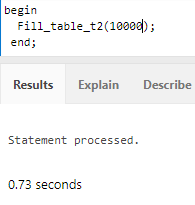 begin
Fill_table_t2(10000);
end;
Results Explain Describe
Statement processed.
0.73 seconds